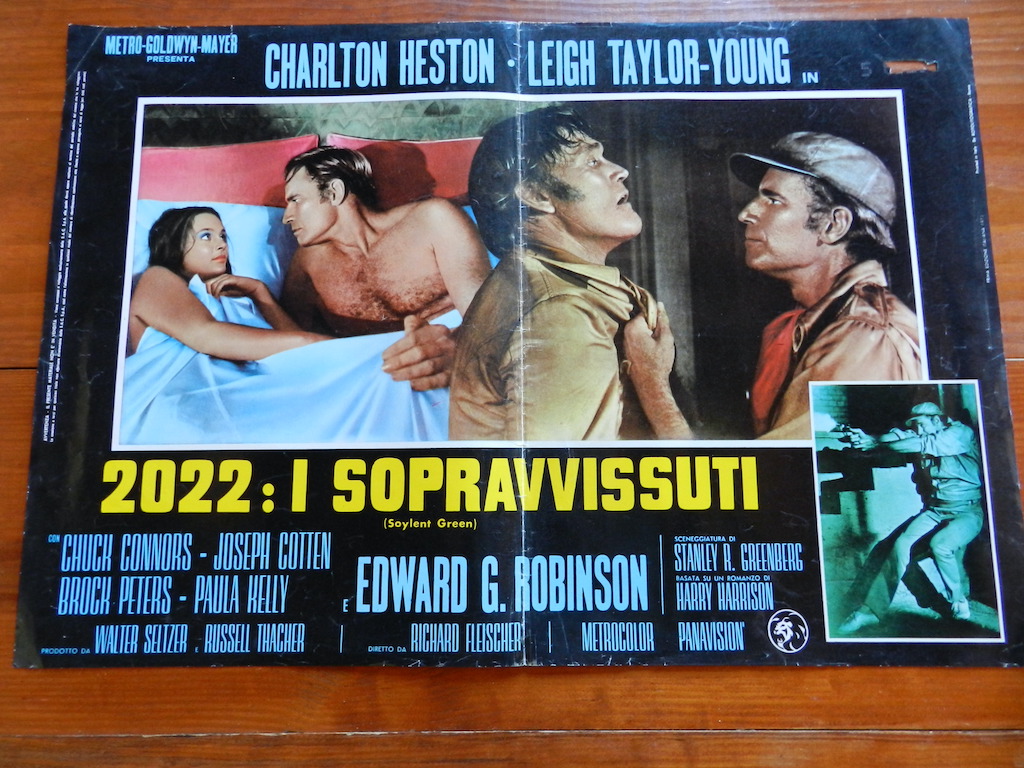 METRO-GOLDWYN-MAYER
PRESENTA
CHARLTON HESTON · LEIGH TAYLOR-YOUNG IN
5
2022: I SOPRAVVISSUTI
(Soylent Green)
CON CHUCK CONNORS - JOSEPH COTTEN
BROCK PETERS - PAULA KELLY
E EDWARD G. ROBINSON
SCENEGGIATURA DI
STANLEY R. GREENBERG
BASATA SU UN ROMANZO DI
HARRY HARRISON
PRODOTTO DA WALTER SELTZER E RUSSELL THACHER
DIRETTO DA RICHARD FLEISCHER
METROCOLOR PANAVISION